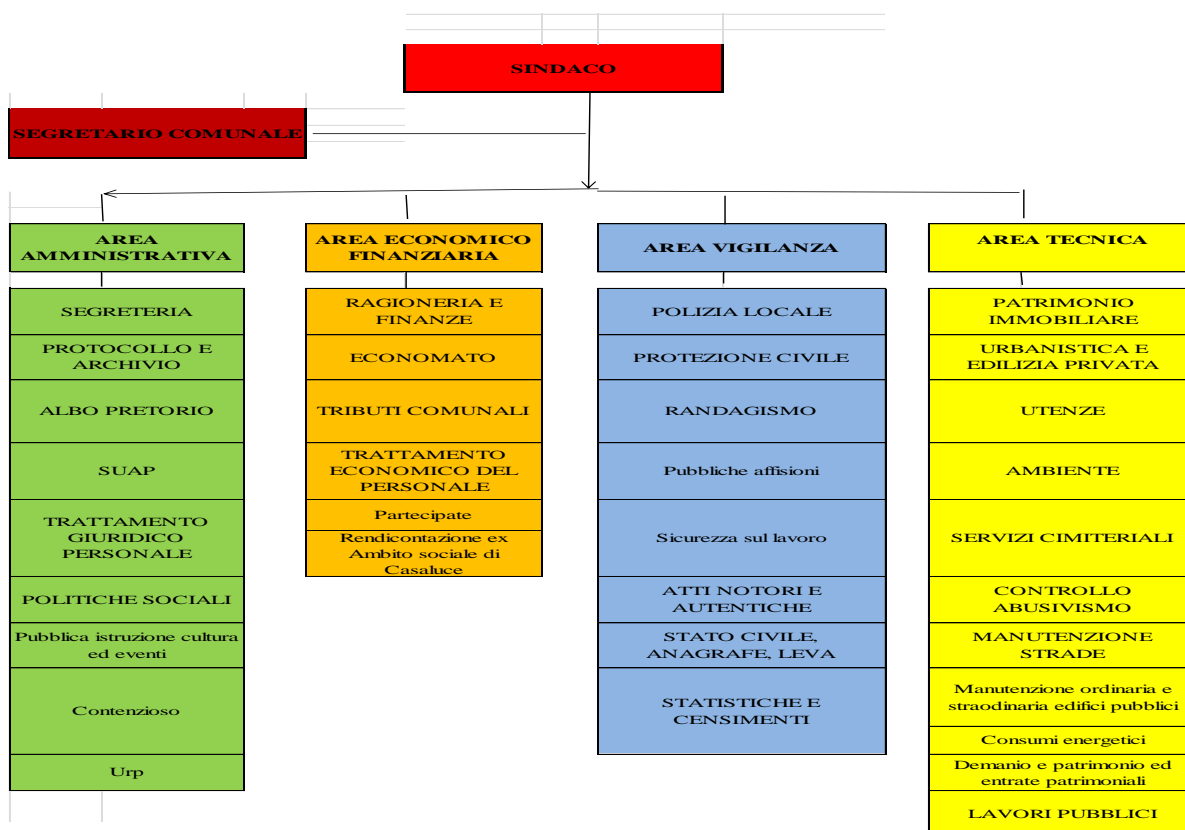 SINDACO
SEGRETARIO COMUNALE
AREA
AMMINISTRATIVA
SEGRETERIA
PROTOCOLLO E
ARCHIVIO
ALBO PRETORIO
SUAP
TRATTAMENTO
GIURIDICO
PERSONALE
POLITICHE SOCIALI
Pubblica istruzione cultura
ed eventi
Contenzioso
Urp
AREA ECONOMICO
FINANZIARIA
RAGIONERIA E
FINANZE
ECONOMATO
TRIBUTI COMUNALI
TRATTAMENTO
ECONOMICO DEL
PERSONALE
Partecipate
Rendicontazione ex
Ambito sociale di
Casaluce
AREA VIGILANZA
POLIZIA LOCALE
PROTEZIONE CIVILE
RANDAGISMO
Pubbliche affisioni
Sicurezza sul lavoro
ATTI NOTORI E
AUTENTICHE
STATO CIVILE,
ANAGRAFE, LEVA
STATISTICHE E
CENSIMENTI
AREA TECNICA
PATRIMONIO
IMMOBILIARE
URBANISTICA E
EDILIZIA PRIVATA
UTENZE
AMBIENTE
SERVIZI CIMITERIALI
CONTROLLO
ABUSIVISMO
MANUTENZIONE
STRADE
Manutenzione ordinaria e
straodinaria edifici pubblici
Consumi energetici
Demanio e patrimonio ed
entrate patrimoniali
LAVORI PUBBLICI